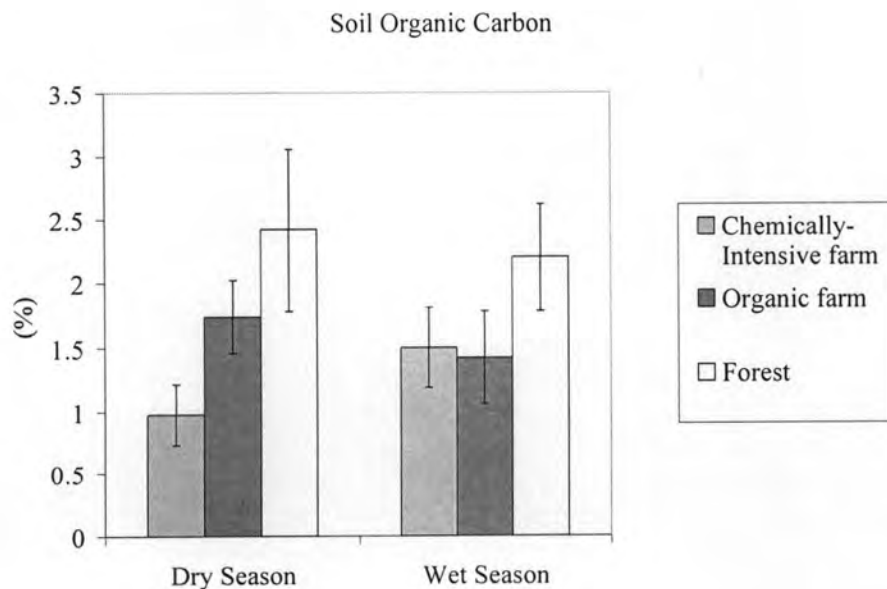 Soil Organic Carbon
3.5
3
2.5
2
1.5
1
0.5
0
(%)
Dry Season
Wet Season
Chemically-
Intensive farm
Organic farm
Forest